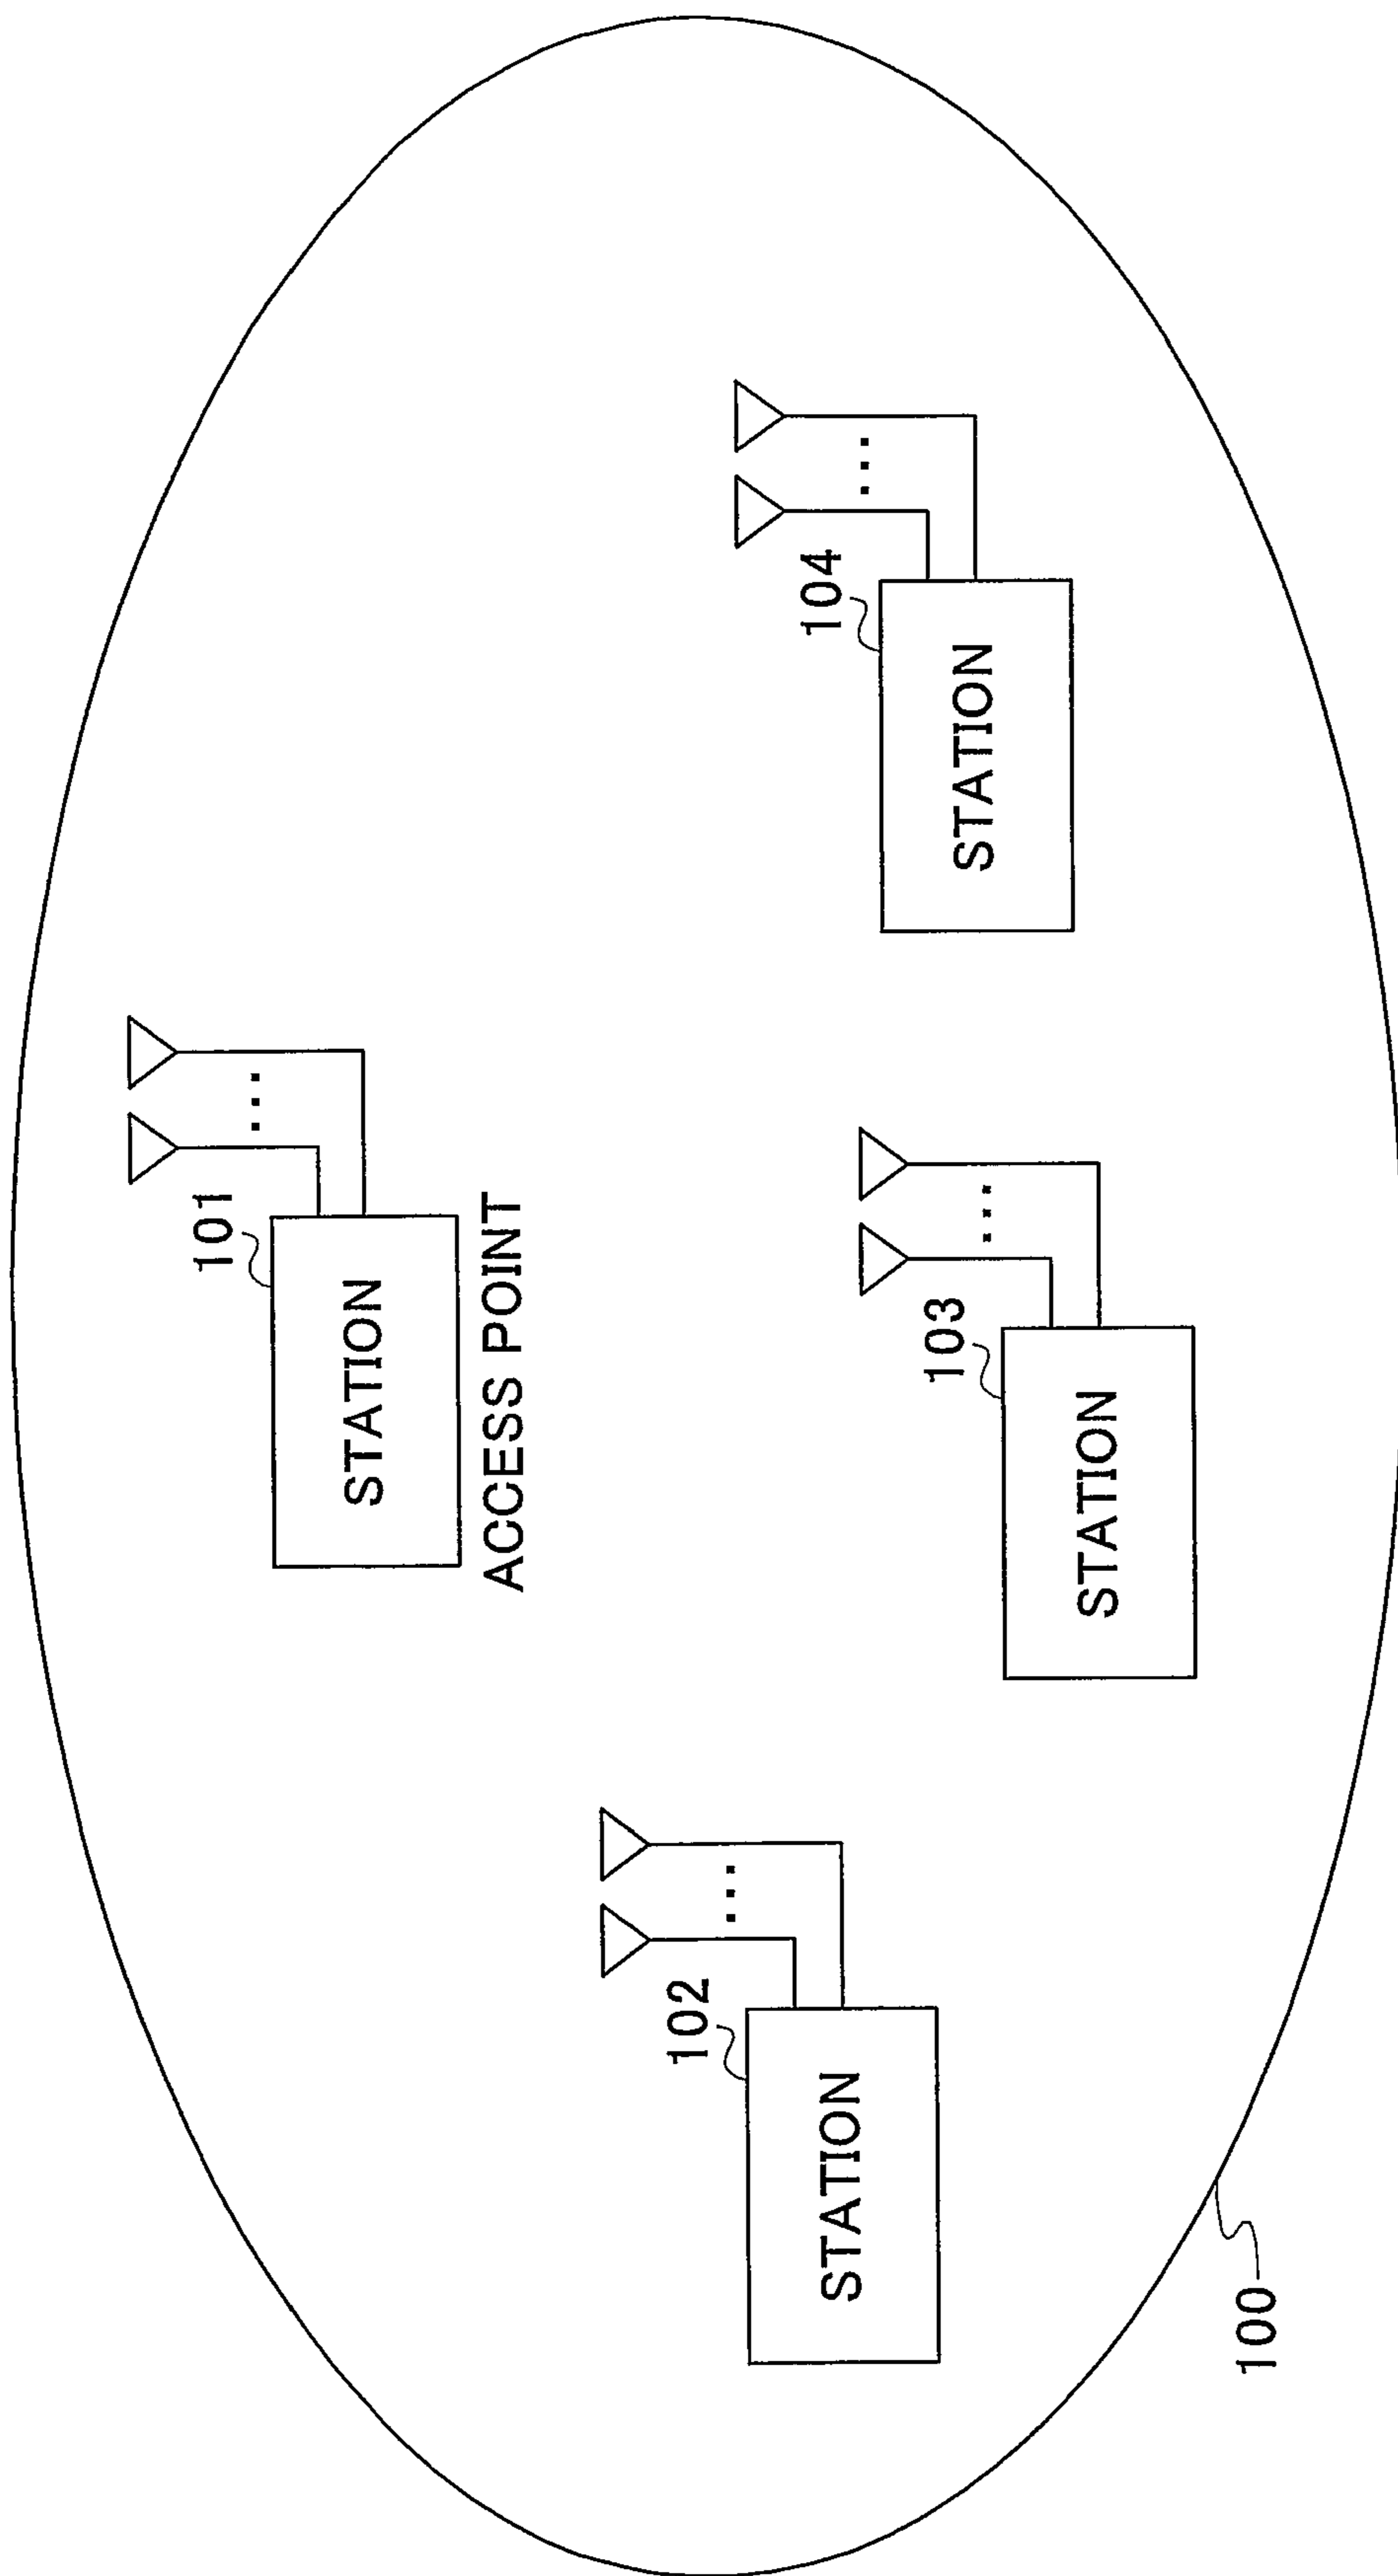 101
STATION
ACCESS POINT
102
STATION
103
STATION
104
STATION
100